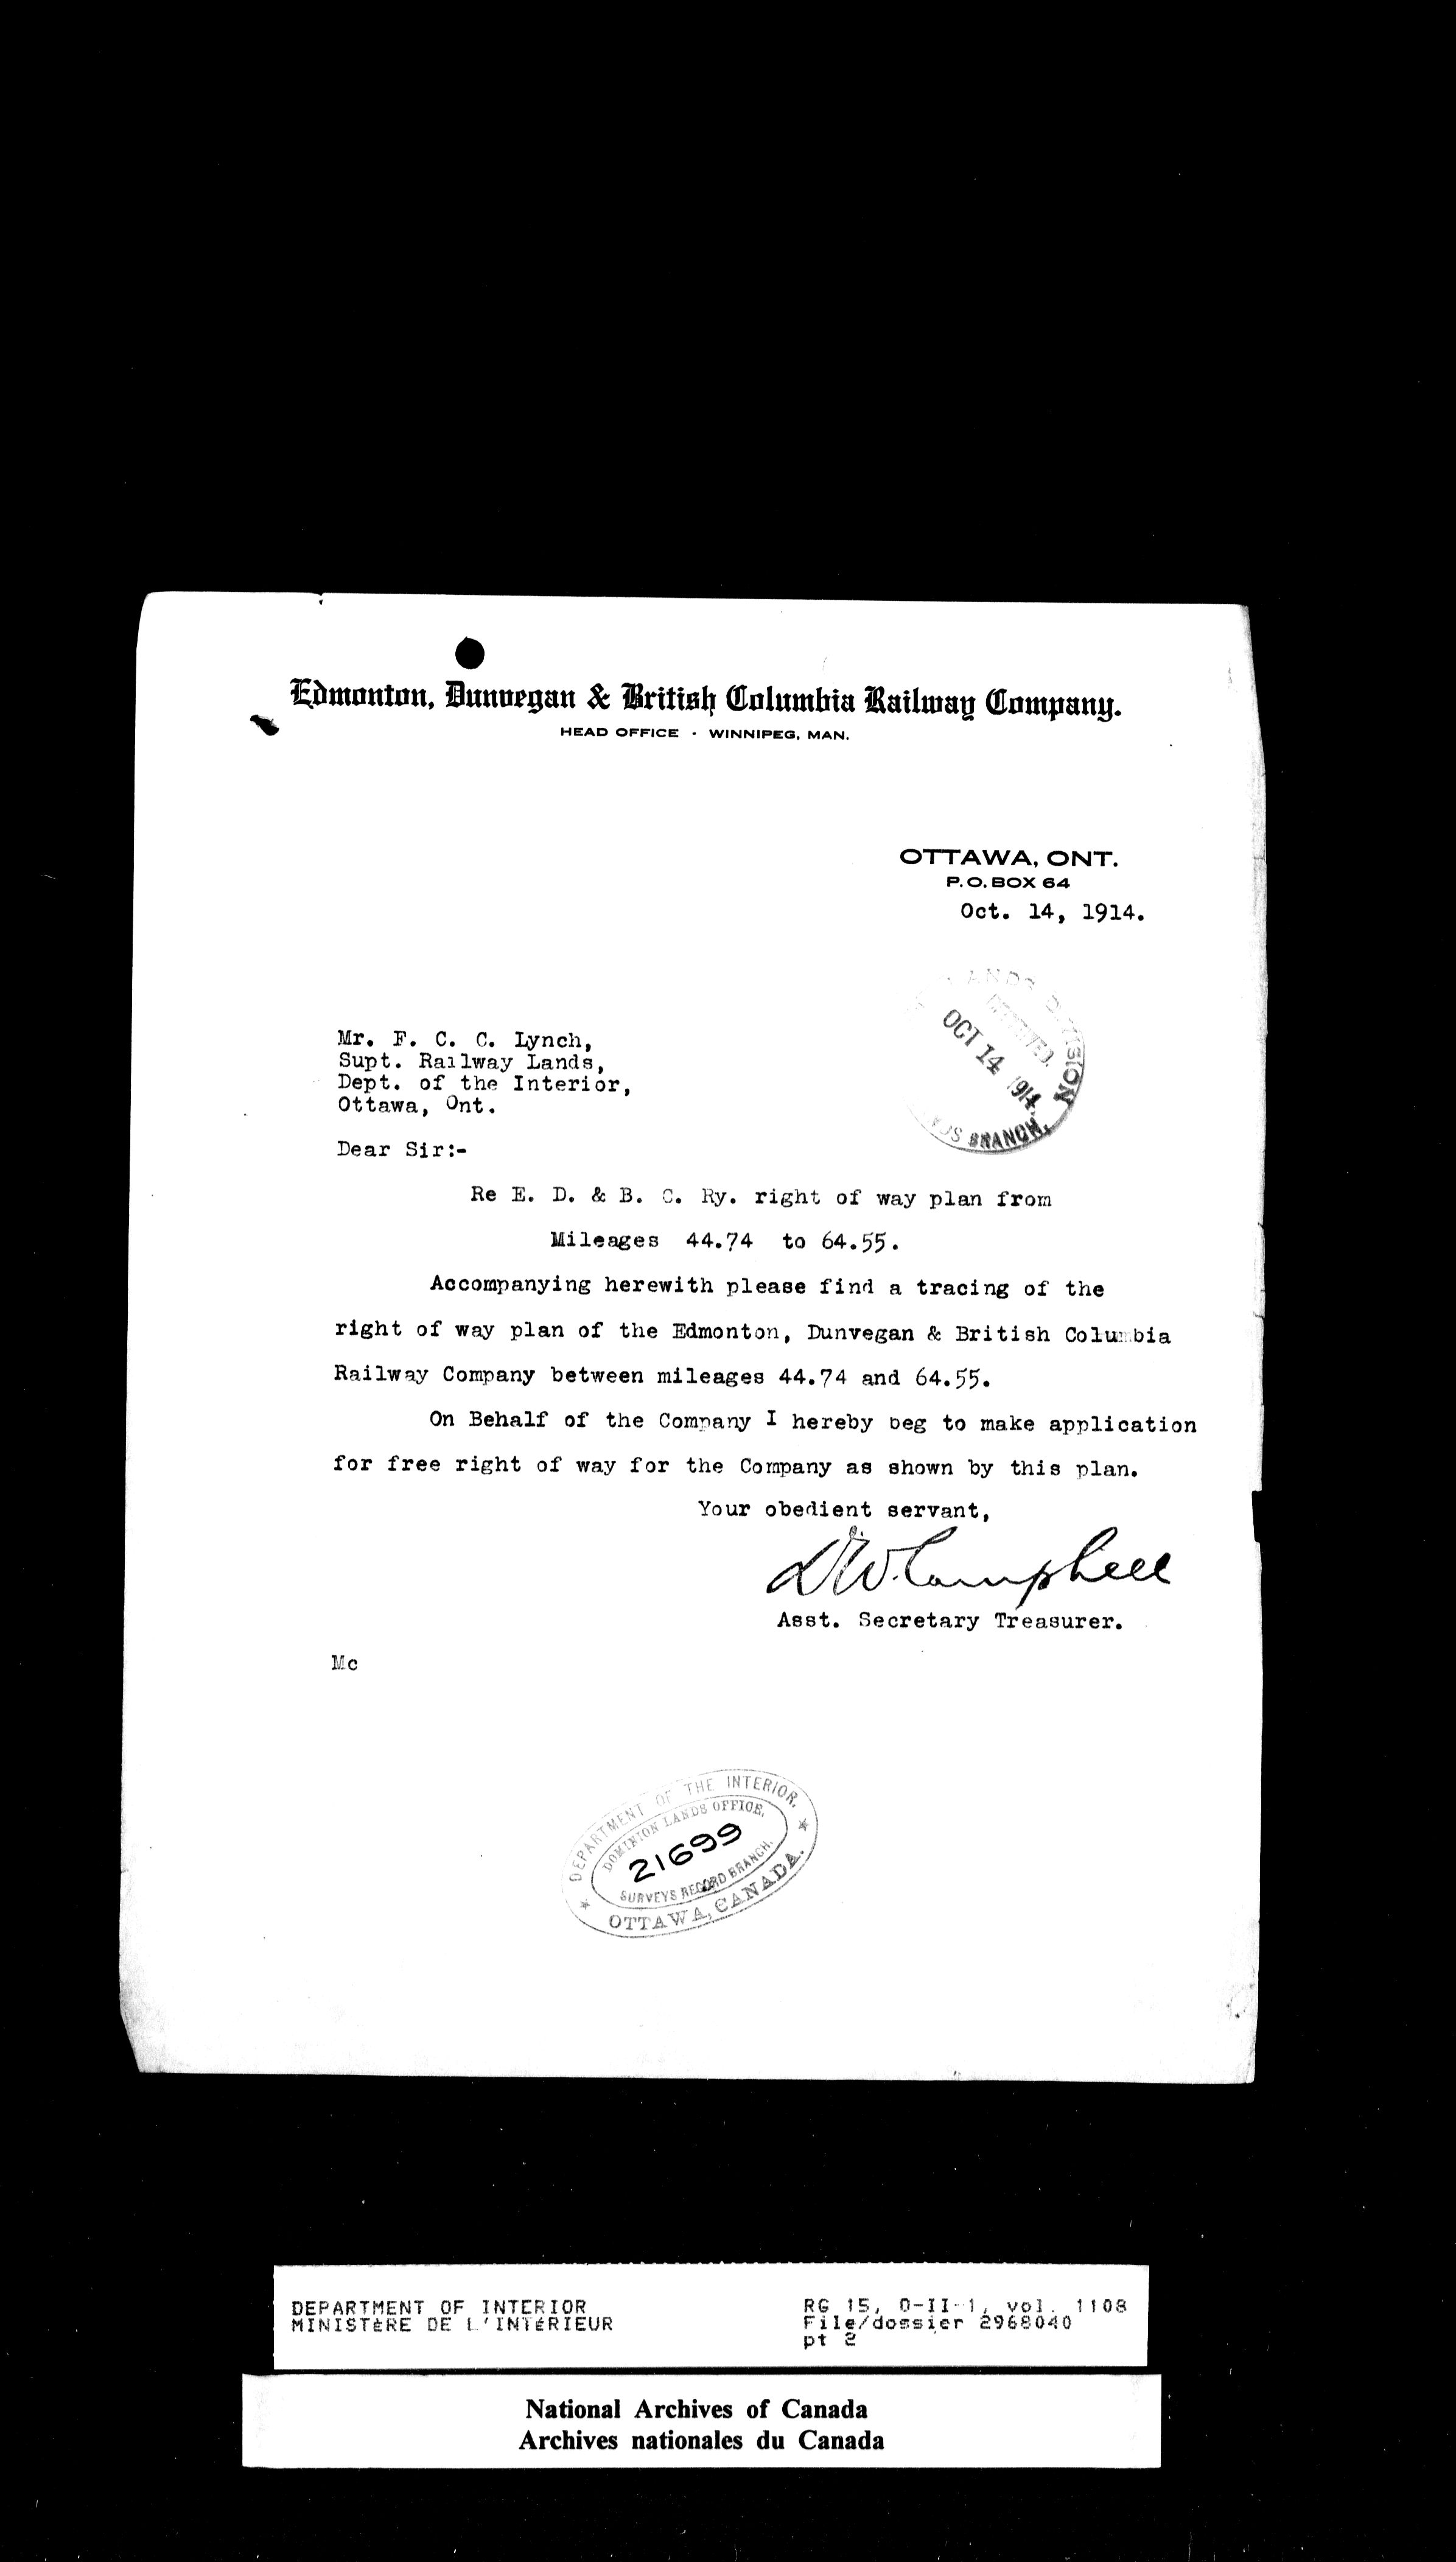 Edmonton, Dunvegan & British Columbia Railway Company.
HEAD OFFICE - WINNIPEG, MAN.
OTTAWA, ONT.
P.O. BOX 64
Oct. 14, 1914.
LANDS DIVISION
RECEIVED.
OCT 14 1914
BRANCH.
Mr. F. C. C. Lynch,
Supt. Railway Lands,
Dept. of the Interior,
Ottawa, Ont.
Dear Sir:-
Re E. D. & B. C. Ry. right of way plan from
Mileages 44.74 to 64.55.
Accompanying herewith please find a tracing of the
right of way plan of the Edmonton, Dunvegan & British Columbia
Railway Company between mileages 44.74 and 64.55.
On Behalf of the Company I hereby beg to make application
for free right of way for the Company as shown by this plan.
Your obedient servant,
Campbell
Asst. Secretary Treasurer.
Mc
DEPARTMENT OF THE INTERIOR.
DOMINION LANDS OFFICE,
21699
SURVEYS RECORD BRANCH.
OTTAWA, CANADA.
DEPARTMENT OF INTERIOR
MINISTÈRE DE L'INTÉRIEUR
RG 15, D-II-1, vol. 1108
File/dossier 2968040
pt 2
National Archives of Canada
Archives nationales du Canada